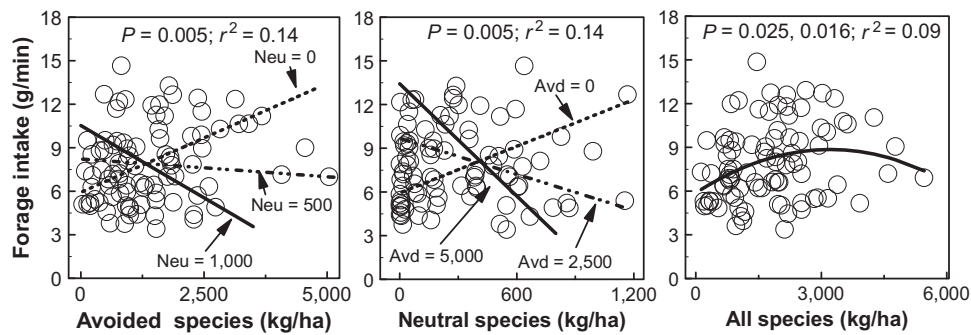 Forage intake (g/min)
18
15
12
9
6
3
0
P = 0.005; r² = 0.14
Neu = 0
Neu = 500
Neu = 1,000
0
2,500
5,000
Avoided species (kg/ha)
18
15
12
9
6
3
0
P = 0.005; r² = 0.14
Avd = 0
Avd = 5,000
Avd = 2,500
0
600
1,200
Neutral species (kg/ha)
18
15
12
9
6
3
0
P = 0.025, 0.016; r² = 0.09
0
3,000
6,000
All species (kg/ha)